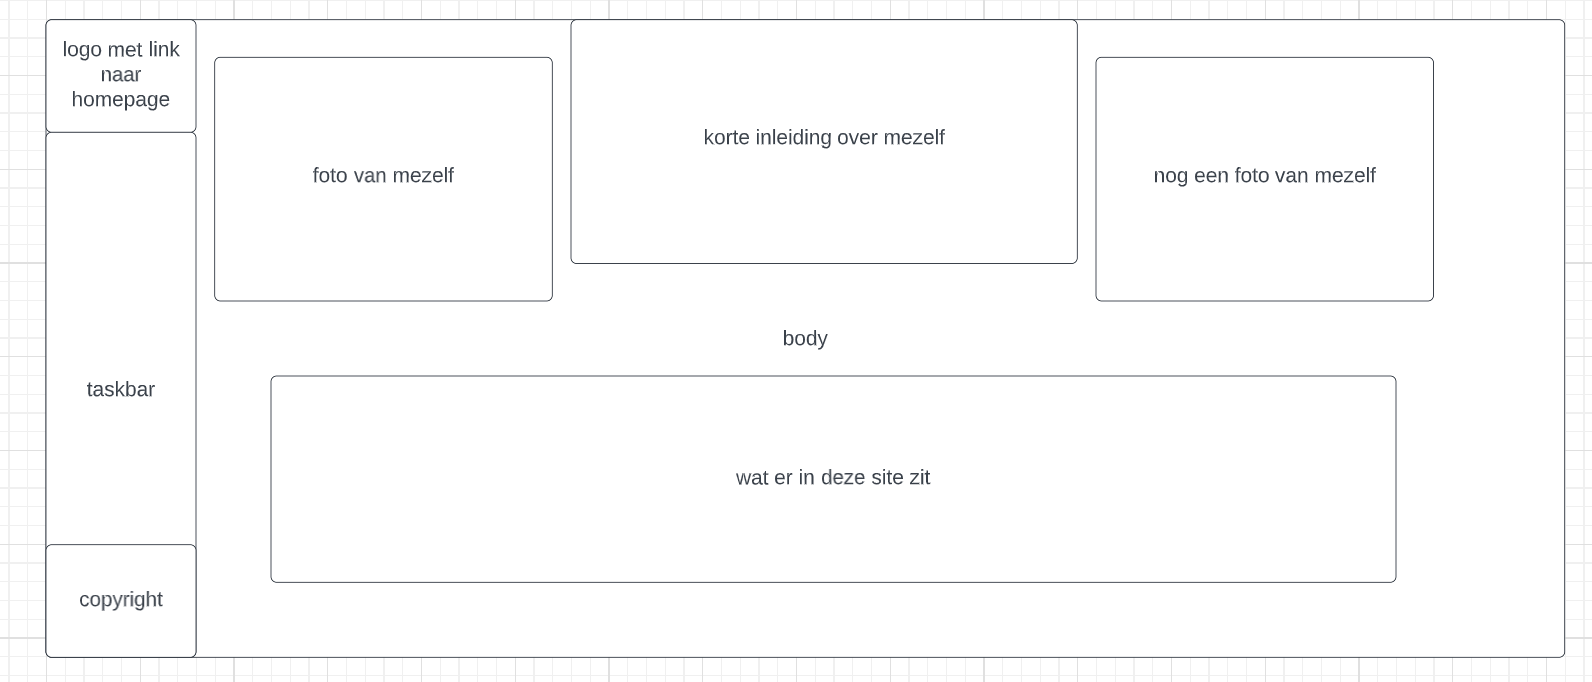 logo met link
naar
homepage
foto van mezelf
korte inleiding over mezelf
nog een foto van mezelf
body
taskbar
wat er in deze site zit
copyright